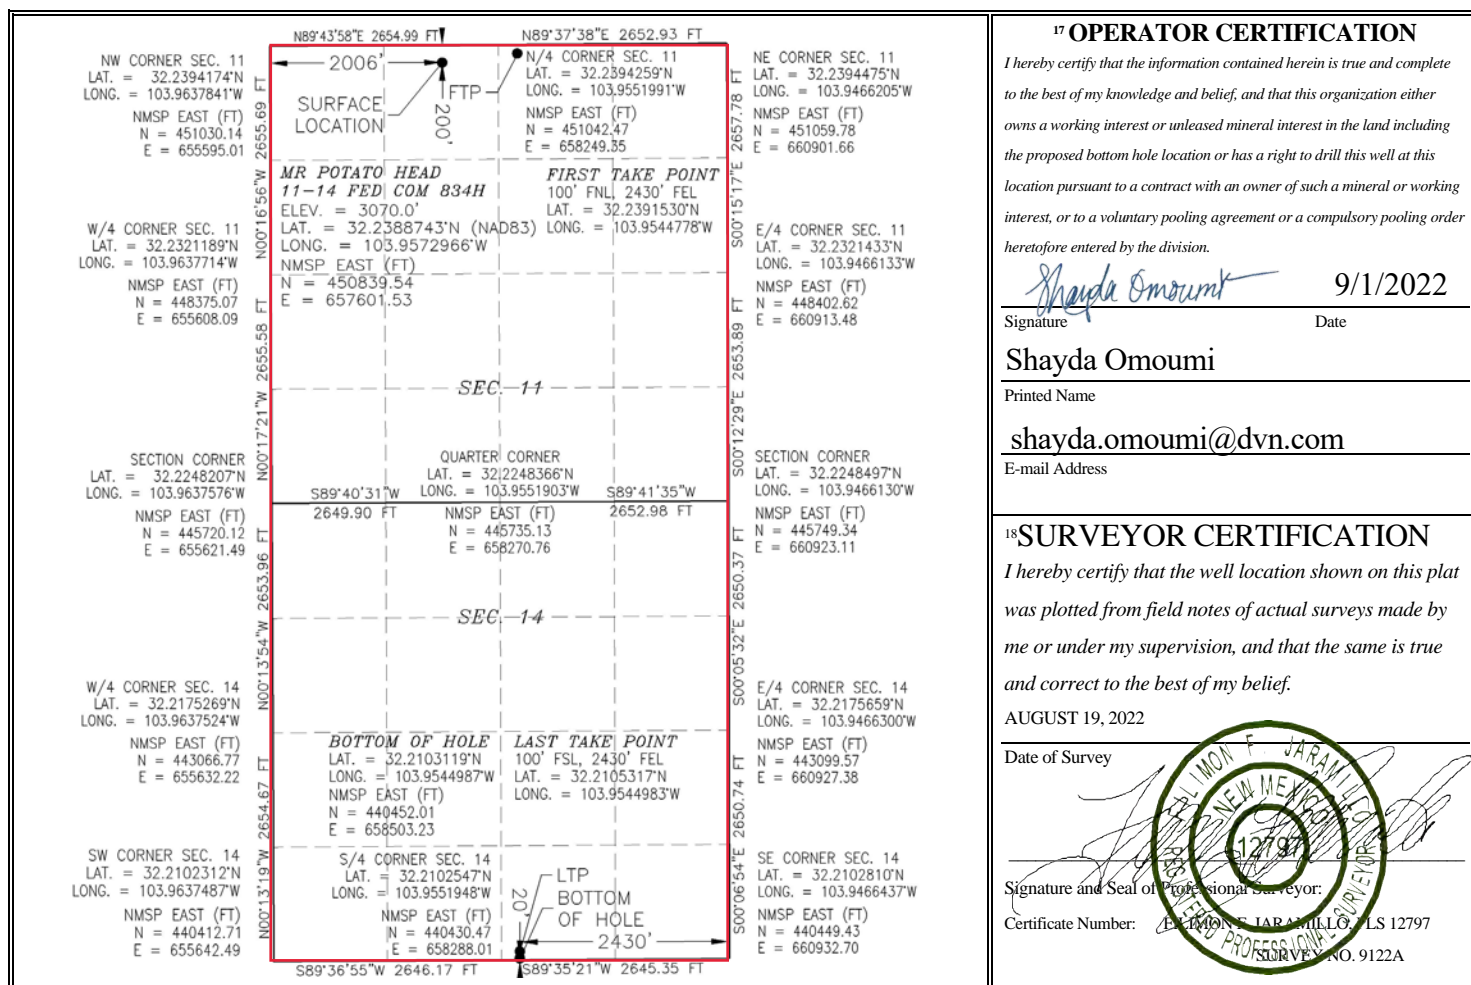 N89°43'58"E 2654.99 FT
N89°37'38"E 2652.93 FT
NW CORNER SEC. 11
LAT. = 32.2394174°N
LONG. = 103.9637841°W
NMSP EAST (FT)
N = 451030.14
E = 655595.01
2006'
SURFACE
LOCATION
FTP
200'
N/4 CORNER SEC. 11
LAT. = 32.2394259°N
LONG. = 103.9551991°W
NMSP EAST (FT)
N = 451042.47
E = 658249.35
NE CORNER SEC. 11
LAT. = 32.2394475°N
LONG. = 103.9466205°W
NMSP EAST (FT)
N = 451059.78
E = 660901.66
N00°16'56"W 2655.69 FT
S00°15'17"E 2657.78 FT
MR POTATO HEAD
11-14 FED COM 834H
ELEV. = 3070.0'
LAT. = 32.2388743°N (NAD83)
LONG. = 103.9572966°W
NMSP EAST (FT)
N = 450839.54
E = 657601.53
FIRST TAKE POINT
100' FNL, 2430' FEL
LAT. = 32.2391530°N
LONG. = 103.9544778°W
W/4 CORNER SEC. 11
LAT. = 32.2321189°N
LONG. = 103.9637714°W
NMSP EAST (FT)
N = 448375.07
E = 655608.09
E/4 CORNER SEC. 11
LAT. = 32.2321433°N
LONG. = 103.9466133°W
NMSP EAST (FT)
N = 448402.62
E = 660913.48
N00°17'21"W 2655.58 FT
S00°12'29"E 2653.89 FT
SEC. 11
SECTION CORNER
LAT. = 32.2248207°N
LONG. = 103.9637576°W
NMSP EAST (FT)
N = 445720.12
E = 655621.49
QUARTER CORNER
LAT. = 32.2248366°N
LONG. = 103.9551903°W
NMSP EAST (FT)
N = 445735.13
E = 658270.76
S89°40'31"W
2649.90 FT
S89°41'35"W
2652.98 FT
SECTION CORNER
LAT. = 32.2248497°N
LONG. = 103.9466130°W
NMSP EAST (FT)
N = 445749.34
E = 660923.11
N00°13'54"W 2653.96 FT
S00°05'32"E 2650.37 FT
SEC. 14
W/4 CORNER SEC. 14
LAT. = 32.2175269°N
LONG. = 103.9637524°W
NMSP EAST (FT)
N = 443066.77
E = 655632.22
E/4 CORNER SEC. 14
LAT. = 32.2175659°N
LONG. = 103.9466300°W
NMSP EAST (FT)
N = 443099.57
E = 660927.38
BOTTOM OF HOLE
LAT. = 32.2103119°N
LONG. = 103.9544987°W
NMSP EAST (FT)
N = 440452.01
E = 658503.23
LAST TAKE POINT
100' FSL, 2430' FEL
LAT. = 32.2105317°N
LONG. = 103.9544983°W
N00°13'19"W 2654.67 FT
S00°06'54"E 2650.74 FT
SW CORNER SEC. 14
LAT. = 32.2102312°N
LONG. = 103.9637487°W
NMSP EAST (FT)
N = 440412.71
E = 655642.49
S/4 CORNER SEC. 14
LAT. = 32.2102547°N
LONG. = 103.9551948°W
NMSP EAST (FT)
N = 440430.47
E = 658288.01
LTP
BOTTOM
OF HOLE
20'
2430'
SE CORNER SEC. 14
LAT. = 32.2102810°N
LONG. = 103.9466437°W
NMSP EAST (FT)
N = 440449.43
E = 660932.70
S89°36'55"W 2646.17 FT
S89°35'21"W 2645.35 FT
17 OPERATOR CERTIFICATION
I hereby certify that the information contained herein is true and complete
to the best of my knowledge and belief, and that this organization either
owns a working interest or unleased mineral interest in the land including
the proposed bottom hole location or has a right to drill this well at this
location pursuant to a contract with an owner of such a mineral or working
interest, or to a voluntary pooling agreement or a compulsory pooling order
heretofore entered by the division.
Shayda Omoumi 9/1/2022
Signature Date
Shayda Omoumi
Printed Name
shayda.omoumi@dvn.com
E-mail Address
18 SURVEYOR CERTIFICATION
I hereby certify that the well location shown on this plat
was plotted from field notes of actual surveys made by
me or under my supervision, and that the same is true
and correct to the best of my belief.
AUGUST 19, 2022
Date of Survey
FILIMON F. JARAMILLO
NEW MEXICO
12797
REGISTERED PROFESSIONAL SURVEYOR
Signature and Seal of Professional Surveyor:
Certificate Number: FILIMON F. JARAMILLO, PLS 12797
SURVEY NO. 9122A